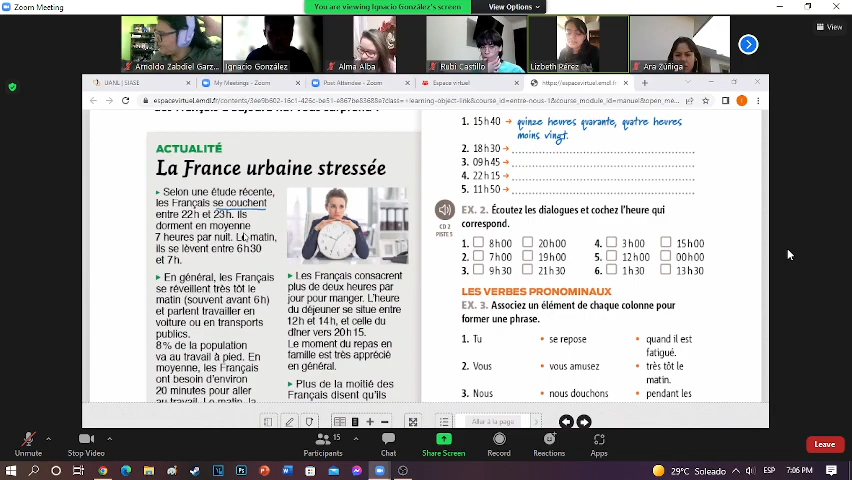 Zoom Meeting
You are viewing Ignacio González's screen
View Options
View
Arnoldo Zabdiel Garz...
Ignacio González
Alma Alba
Rubi Castillo
Lizbeth Pérez
Ara Zúñiga
UANL | SIASE
My Meetings - Zoom
Post Attendee - Zoom
Espace virtuel
ACTUALITÉ
La France urbaine stressée
Selon une étude récente,
les Français se couchent
entre 22 h et 23 h. Ils
dorment en moyenne
7 heures par nuit. Le matin,
ils se lèvent entre 6 h 30
et 7 h.
En général, les Français
se réveillent très tôt le
matin (souvent avant 6 h)
et partent travailler en
voiture ou en transports
publics.
8 % de la population
va au travail à pied. En
moyenne, les Français
ont besoin d'environ
20 minutes pour aller
au travail. Le matin, la
Les Français consacrent
plus de deux heures par
jour pour manger. L'heure
du déjeuner se situe entre
12 h et 14 h, et celle du
dîner vers 20 h 15.
Le moment du repas en
famille est très apprécié
en général.
Plus de la moitié des
Français disent qu'ils
1. 15 h 40 → quinze heures quarante, quatre heures
moins vingt.
2. 18 h 30 →
3. 09 h 45 →
4. 22 h 15 →
5. 11 h 50 →
CD 2
PISTE 5
EX. 2. Écoutez les dialogues et cochez l'heure qui
correspond.
1. 8 h 00 20 h 00 4. 3 h 00 15 h 00
2. 7 h 00 19 h 00 5. 12 h 00 00 h 00
3. 9 h 30 21 h 30 6. 1 h 30 13 h 30
LES VERBES PRONOMINAUX
EX. 3. Associez un élément de chaque colonne pour
former une phrase.
1. Tu • se repose • quand il est
fatigué.
2. Vous • vous amusez • très tôt le
matin.
3. Nous • nous douchons • pendant les
Aller à la page
Unmute
Stop Video
15
Participants
Chat
Share Screen
Record
Reactions
Apps
Leave
29°C Soleado
ESP
7:06 PM